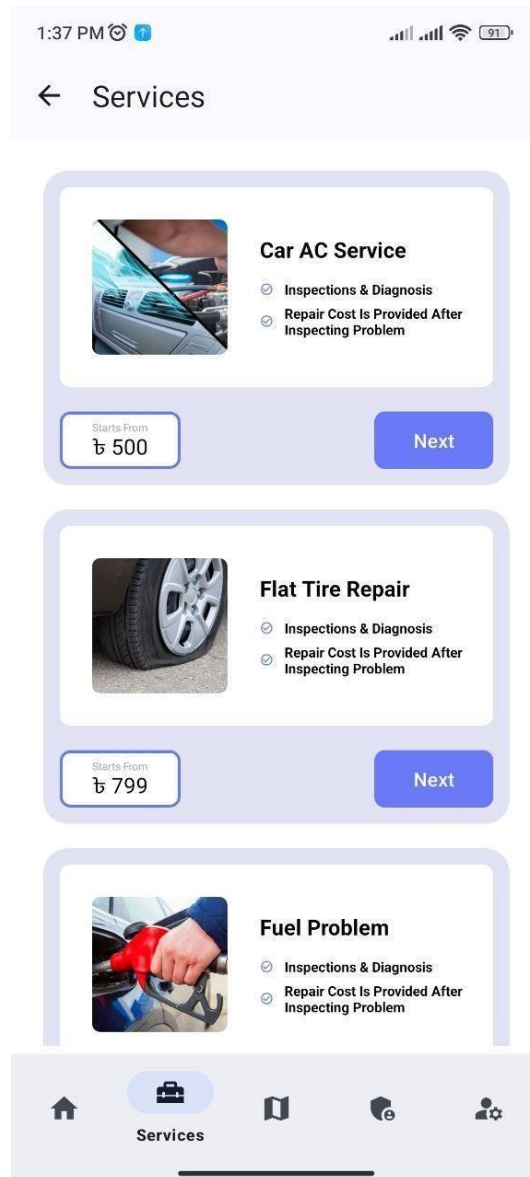 1:37 PM
91
Services
Car AC Service
Inspections & Diagnosis
Repair Cost Is Provided After
Inspecting Problem
Starts From
৳ 500
Next
Flat Tire Repair
Inspections & Diagnosis
Repair Cost Is Provided After
Inspecting Problem
Starts From
৳ 799
Next
Fuel Problem
Inspections & Diagnosis
Repair Cost Is Provided After
Inspecting Problem
Services